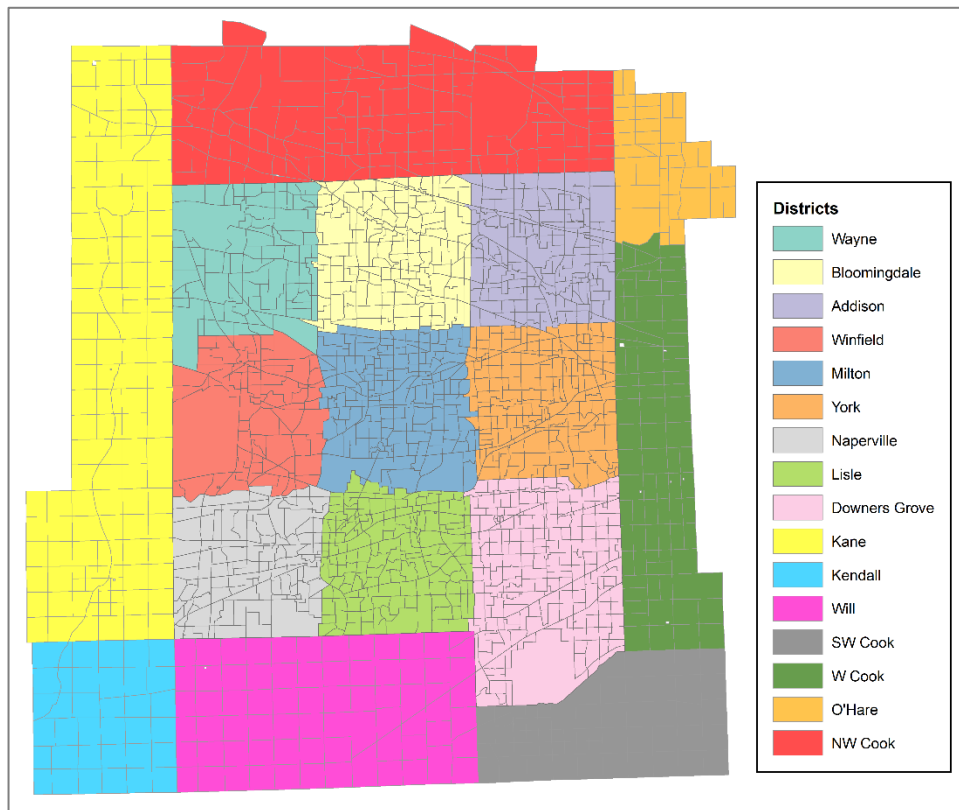 Districts
Wayne
Bloomingdale
Addison
Winfield
Milton
York
Naperville
Lisle
Downers Grove
Kane
Kendall
Will
SW Cook
W Cook
O'Hare
NW Cook